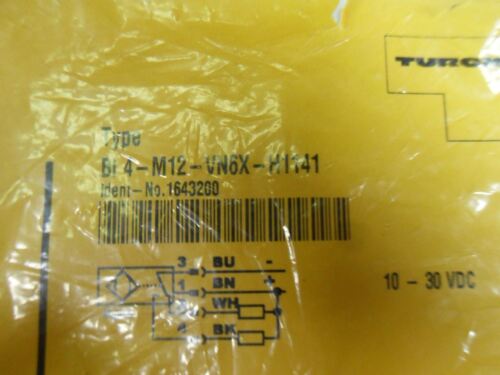 TURCK
Type
Bi 4-M12-VN6X-H1141
Ident-No.1643200
3 BU -
1 BN +
2 WH
4 BK
10 - 30 VDC